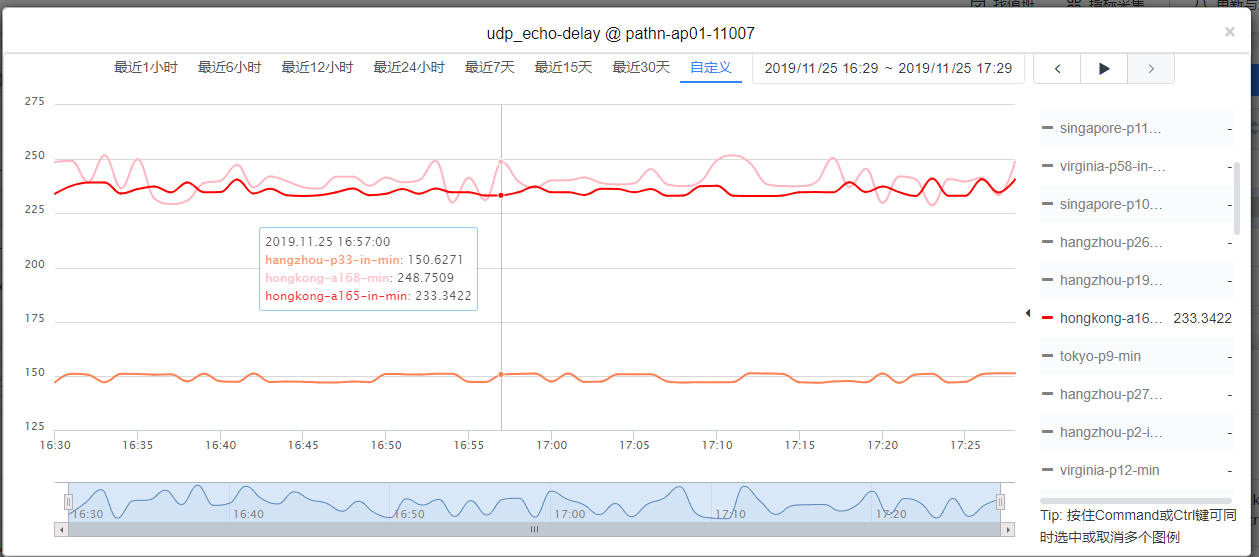 udp_echo-delay @ pathn-ap01-11007
×
最近1小时 最近6小时 最近12小时 最近24小时 最近7天 最近15天 最近30天 自定义 2019/11/25 16:29 ~ 2019/11/25 17:29
275
250
225
200
175
150
125
2019.11.25 16:57:00
hangzhou-p33-in-min: 150.6271
hongkong-a168-min: 248.7509
hongkong-a165-in-min: 233.3422
16:30 16:35 16:40 16:45 16:50 16:55 17:00 17:05 17:10 17:15 17:20 17:25
16:30 16:40 16:50 17:00 17:10 17:20
singapore-p11... -
virginia-p58-in-... -
singapore-p10... -
hangzhou-p26... -
hangzhou-p19... -
hongkong-a16... 233.3422
tokyo-p9-min -
hangzhou-p27... -
hangzhou-p2-i... -
virginia-p12-min -
Tip: 按住Command或Ctrl键可同
时选中或取消多个图例